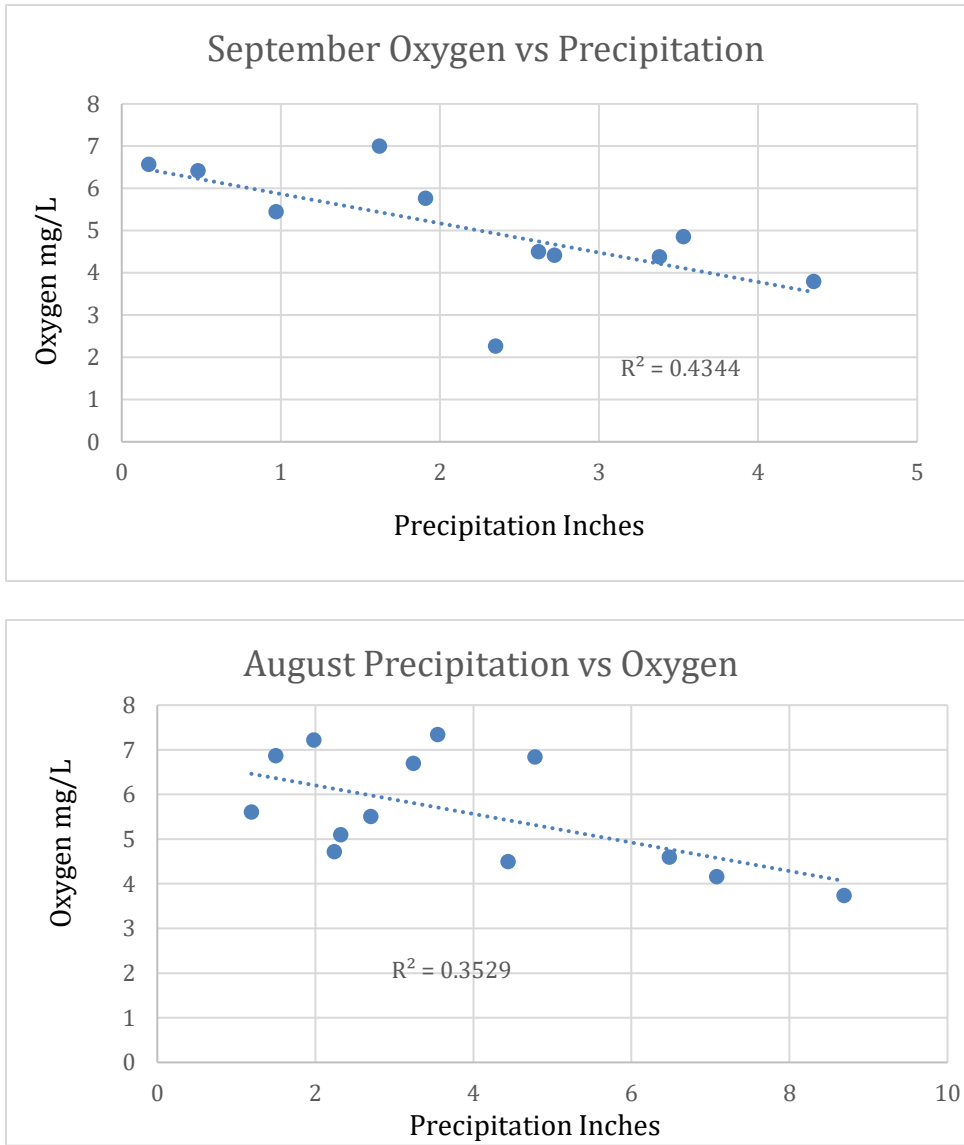 September Oxygen vs Precipitation
8
7
6
5
4
3
2
1
0
Oxygen mg/L
R² = 0.4344
0 1 2 3 4 5
Precipitation Inches
August Precipitation vs Oxygen
8
7
6
5
4
3
2
1
0
Oxygen mg/L
R² = 0.3529
0 2 4 6 8 10
Precipitation Inches